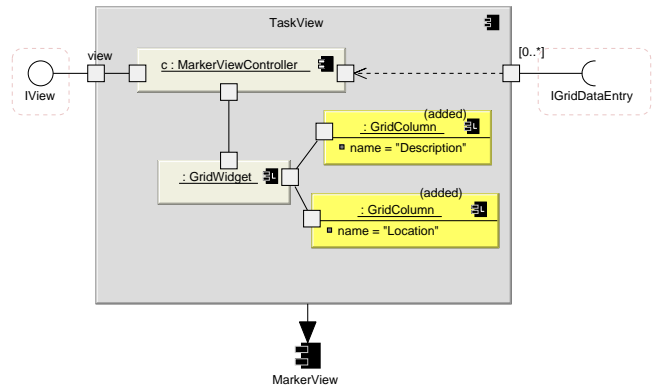 TaskView
view
[0..*]
c : MarkerViewController
IView
IGridDataEntry
(added)
: GridColumn
name = "Description"
: GridWidget
(added)
: GridColumn
name = "Location"
MarkerView